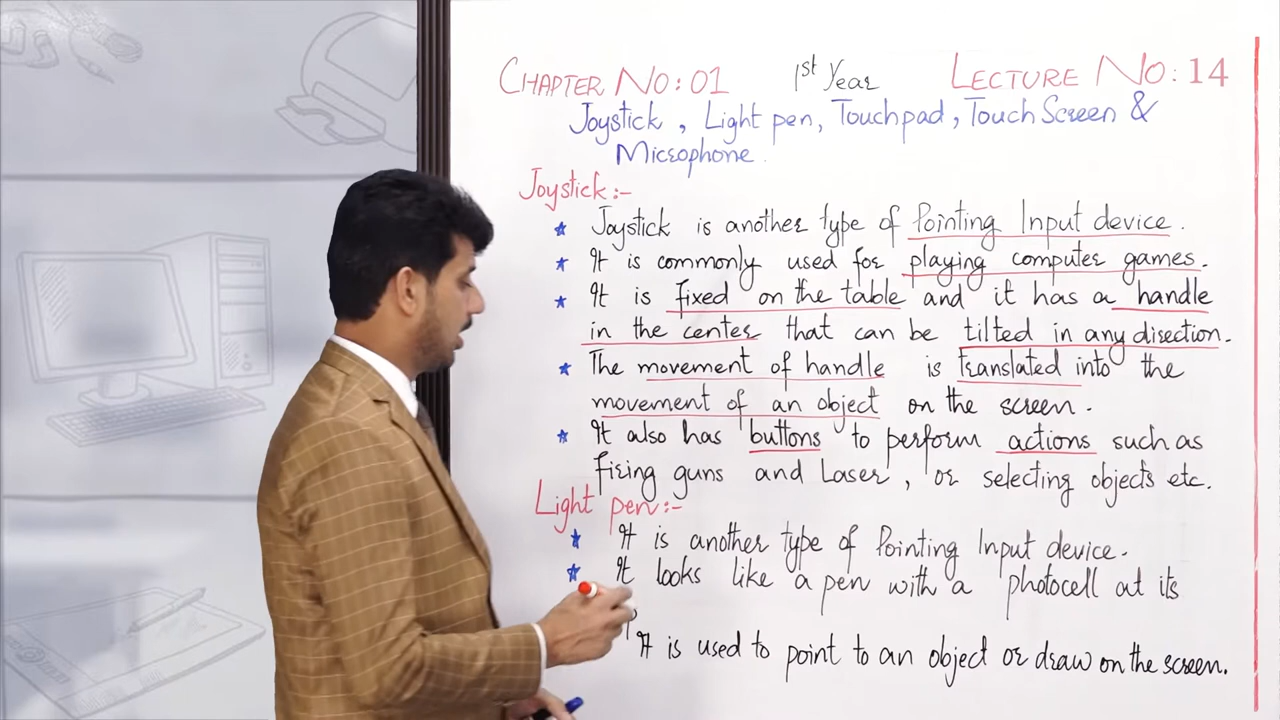 CHAPTER NO: 01 1st Year LECTURE NO: 14
Joystick, Light pen, Touchpad, Touch Screen &
Microphone.
Joystick:-
★ Joystick is another type of Pointing Input device.
★ It is commonly used for playing computer games.
★ It is fixed on the table and it has a handle
in the center that can be tilted in any direction.
★ The movement of handle is translated into the
movement of an object on the screen.
★ It also has buttons to perform actions such as
firing guns and Laser, or selecting objects etc.
Light pen:-
★ It is another type of Pointing Input device.
★ It looks like a pen with a photocell at its
It is used to point to an object or draw on the screen.